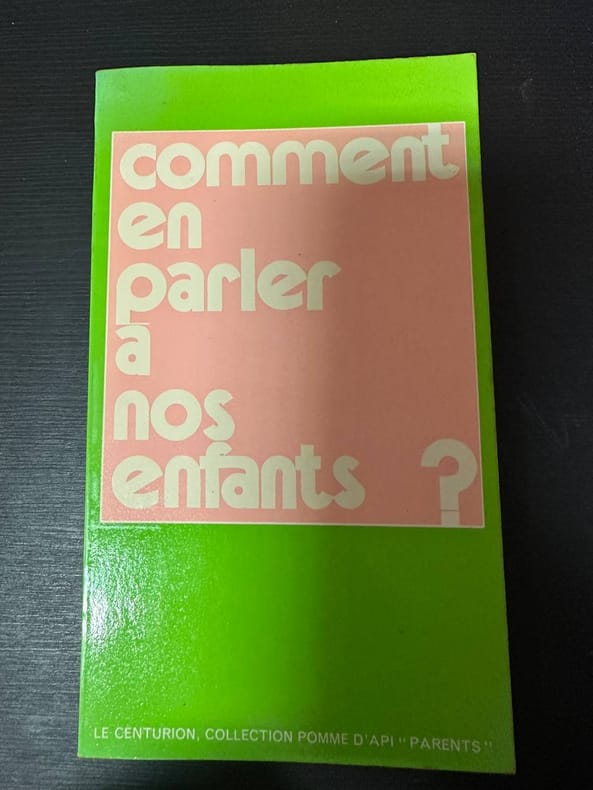 comment
en
parler
à
nos
enfants ?
LE CENTURION, COLLECTION POMME D'API "PARENTS"